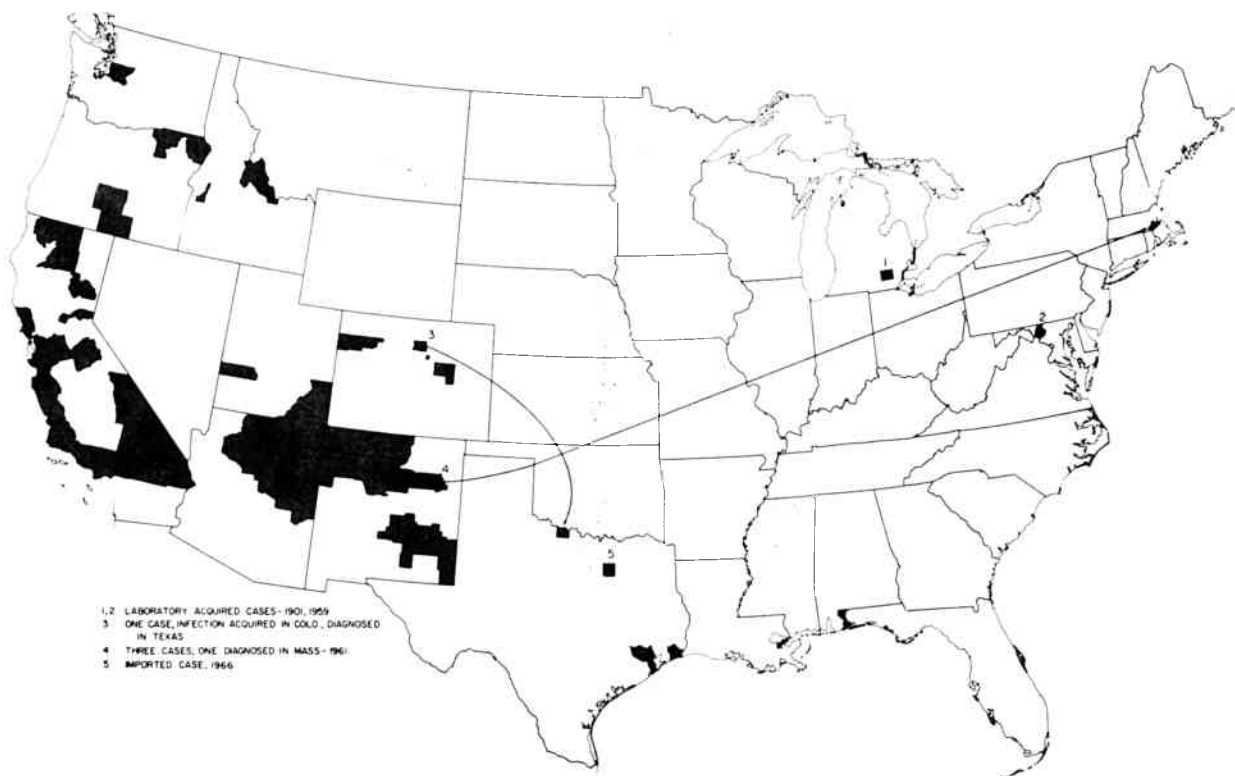 1
2
3
4
5
1,2 LABORATORY ACQUIRED CASES-1901, 1959
3 ONE CASE, INFECTION ACQUIRED IN COLO., DIAGNOSED
IN TEXAS
4 THREE CASES, ONE DIAGNOSED IN MASS-1961
5 IMPORTED CASE, 1966